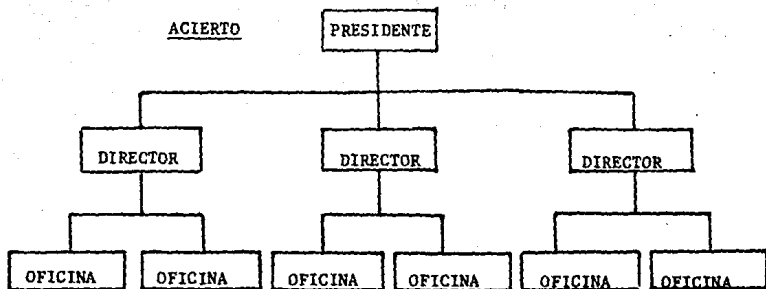 ACIERTO PRESIDENTE
DIRECTOR DIRECTOR DIRECTOR
OFICINA OFICINA OFICINA OFICINA OFICINA OFICINA